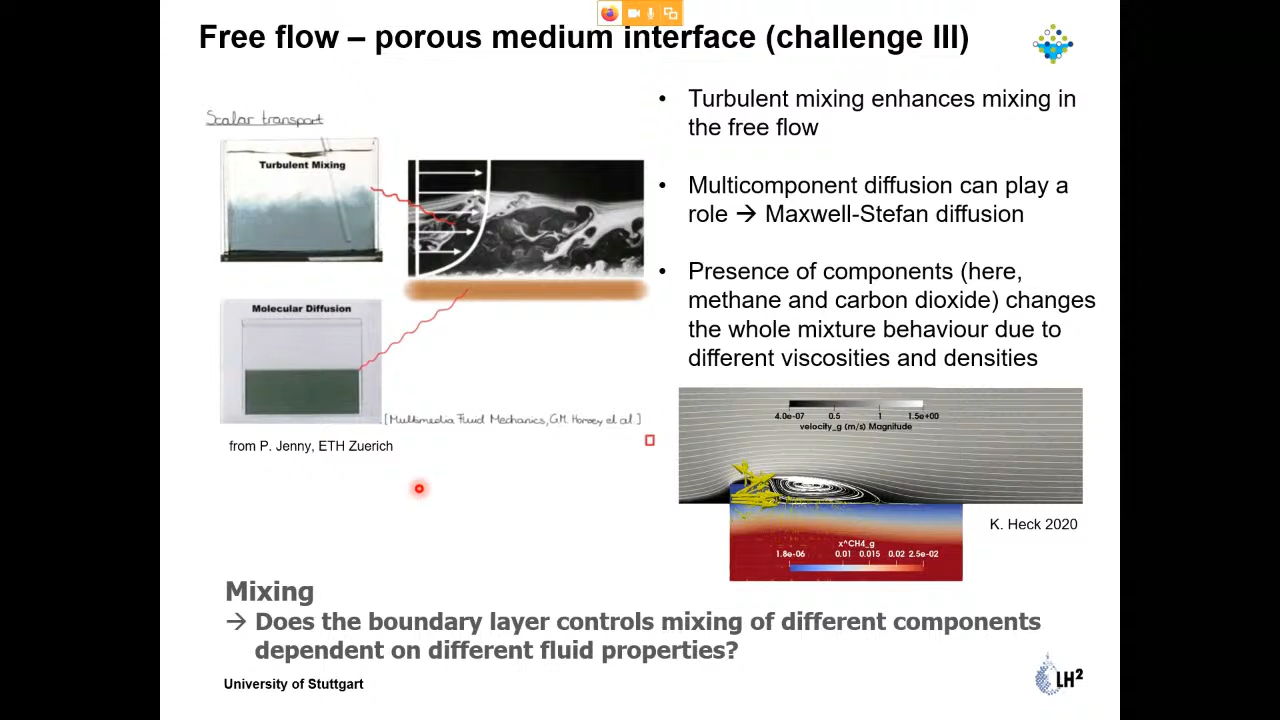 Free flow – porous medium interface (challenge III)
Scalar transport
Turbulent Mixing
Molecular Diffusion
[Multimedia Fluid Mechanics, G.M. Homsey et al.]
from P. Jenny, ETH Zuerich
• Turbulent mixing enhances mixing in
the free flow
• Multicomponent diffusion can play a
role → Maxwell-Stefan diffusion
• Presence of components (here,
methane and carbon dioxide) changes
the whole mixture behaviour due to
different viscosities and densities
4.0e-07 0.5 1 1.5e+00
velocity_g (m/s) Magnitude
K. Heck 2020
x^CH4_g
1.8e-06 0.01 0.015 0.02 2.5e-02
Mixing
→ Does the boundary layer controls mixing of different components
dependent on different fluid properties?
University of Stuttgart
LH²